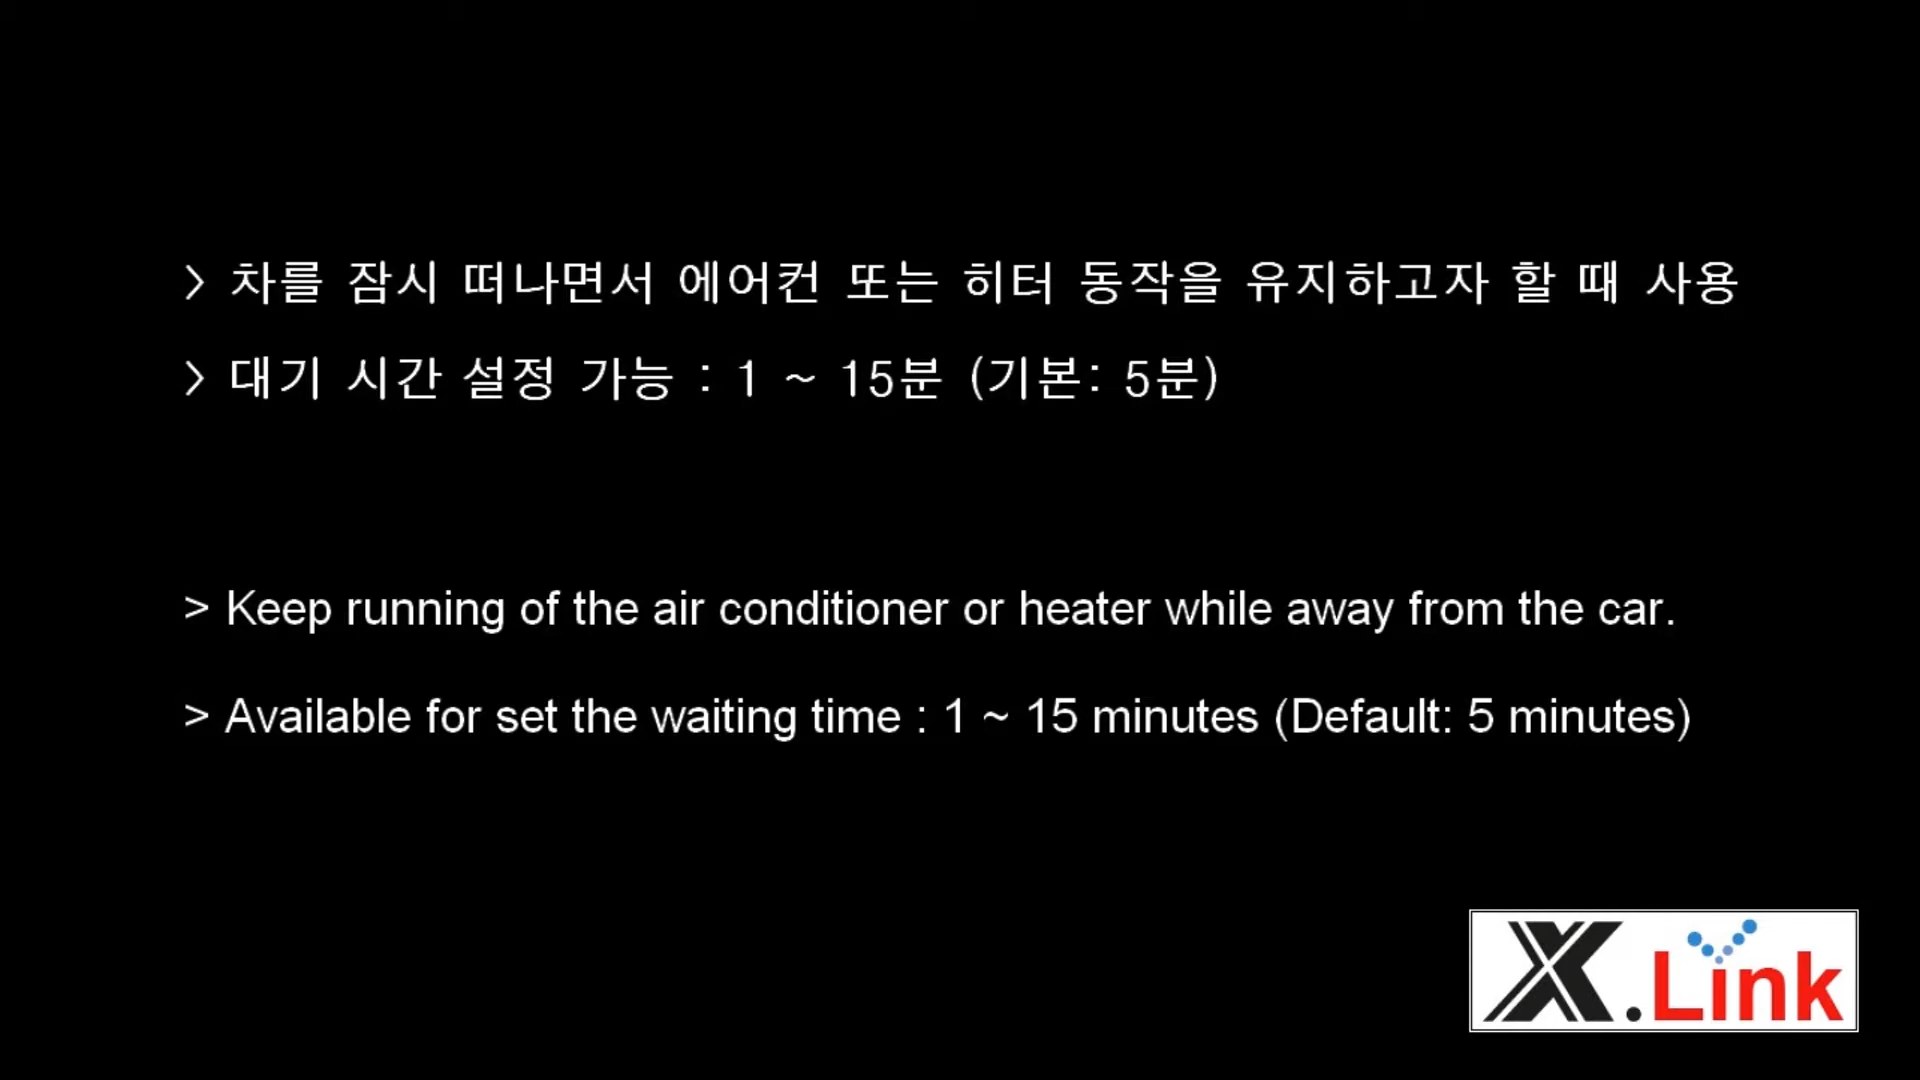 > 차를 잠시 떠나면서 에어컨 또는 히터 동작을 유지하고자 할 때 사용
> 대기 시간 설정 가능 : 1 ~ 15분 (기본: 5분)
> Keep running of the air conditioner or heater while away from the car.
> Available for set the waiting time : 1 ~ 15 minutes (Default: 5 minutes)
X.Link